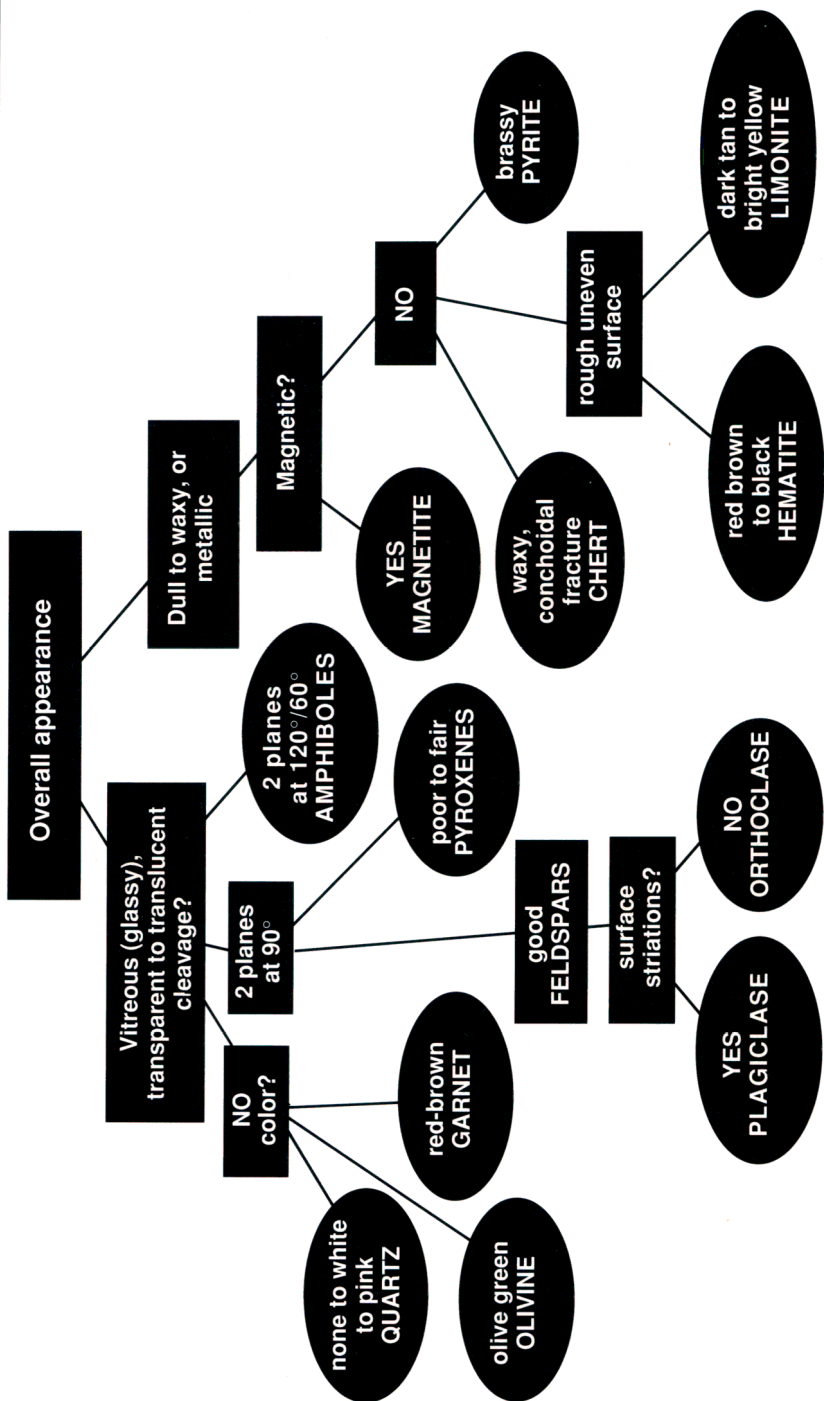 Overall appearance
Vitreous (glassy),
transparent to translucent
cleavage?
NO
color?
none to white
to pink
QUARTZ
olive green
OLIVINE
red-brown
GARNET
2 planes
at 90°
good
FELDSPARS
surface
striations?
YES
PLAGICLASE
NO
ORTHOCLASE
poor to fair
PYROXENES
2 planes
at 120°/60°
AMPHIBOLES
Dull to waxy, or
metallic
Magnetic?
YES
MAGNETITE
NO
waxy,
conchoidal
fracture
CHERT
rough uneven
surface
red brown
to black
HEMATITE
dark tan to
bright yellow
LIMONITE
brassy
PYRITE